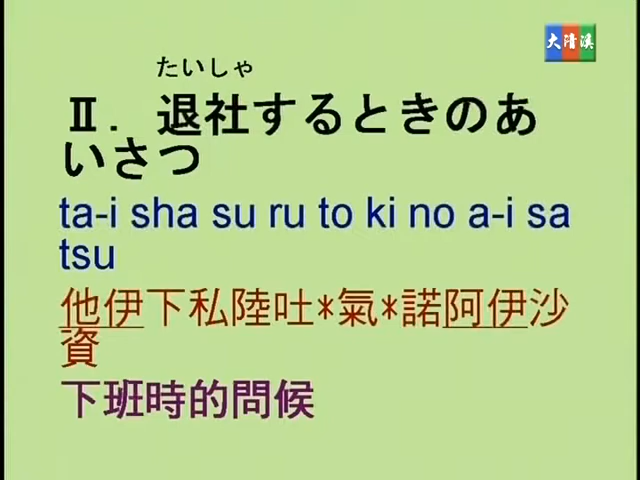 大清溪
たいしゃ
Ⅱ. 退社するときのあ
いさつ
ta-i sha su ru to ki no a-i sa
tsu
他伊下私陸吐*氣*諾阿伊沙
資
下班時的問候